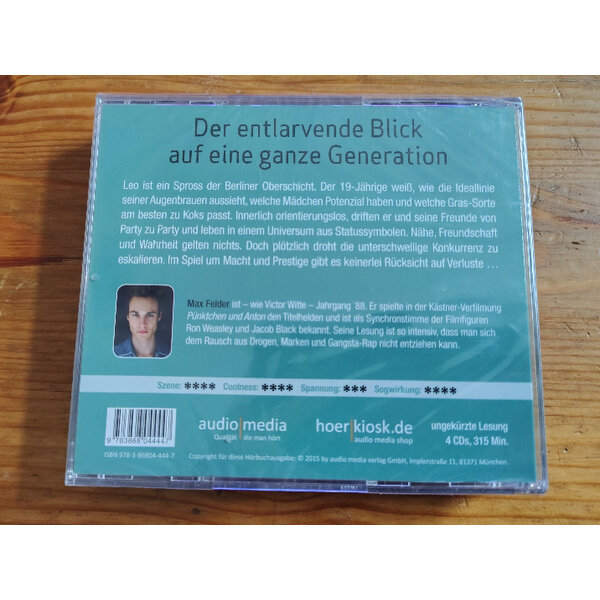 Der entlarvende Blick
auf eine ganze Generation
Leo ist ein Spross der Berliner Oberschicht. Der 19-Jährige weiß, wie die Ideallinie
seiner Augenbrauen aussieht, welche Mädchen Potenzial haben und welche Gras-Sorte
am besten zu Koks passt. Innerlich orientierungslos, driften er und seine Freunde von
Party zu Party und leben in einem Universum aus Statussymbolen. Nähe, Freundschaft
und Wahrheit gelten nichts. Doch plötzlich droht die unterschwellige Konkurrenz zu
eskalieren. Im Spiel um Macht und Prestige gibt es keinerlei Rücksicht auf Verluste ...
Max Felder ist – wie Victor Witte – Jahrgang ´88. Er spielte in der Kästner-Verfilmung
Pünktchen und Anton den Titelhelden und ist als Synchronstimme der Filmfiguren
Ron Weasley und Jacob Black bekannt. Seine Lesung ist so intensiv, dass man sich
dem Rausch aus Drogen, Marken und Gangsta-Rap nicht entziehen kann.
Szene: **** Coolness: **** Spannung: *** Sogwirkung: ****
9 783868 044447
ISBN 978-3-86804-444-7
audio|media
Qualität die man hört
hoer|kiosk.de
audio media shop
ungekürzte Lesung
4 CDs, 315 Min.
Copyright für diese Hörbuchausgabe: © 2015 by audio media verlag GmbH, Implerstraße 11, 81371 München.